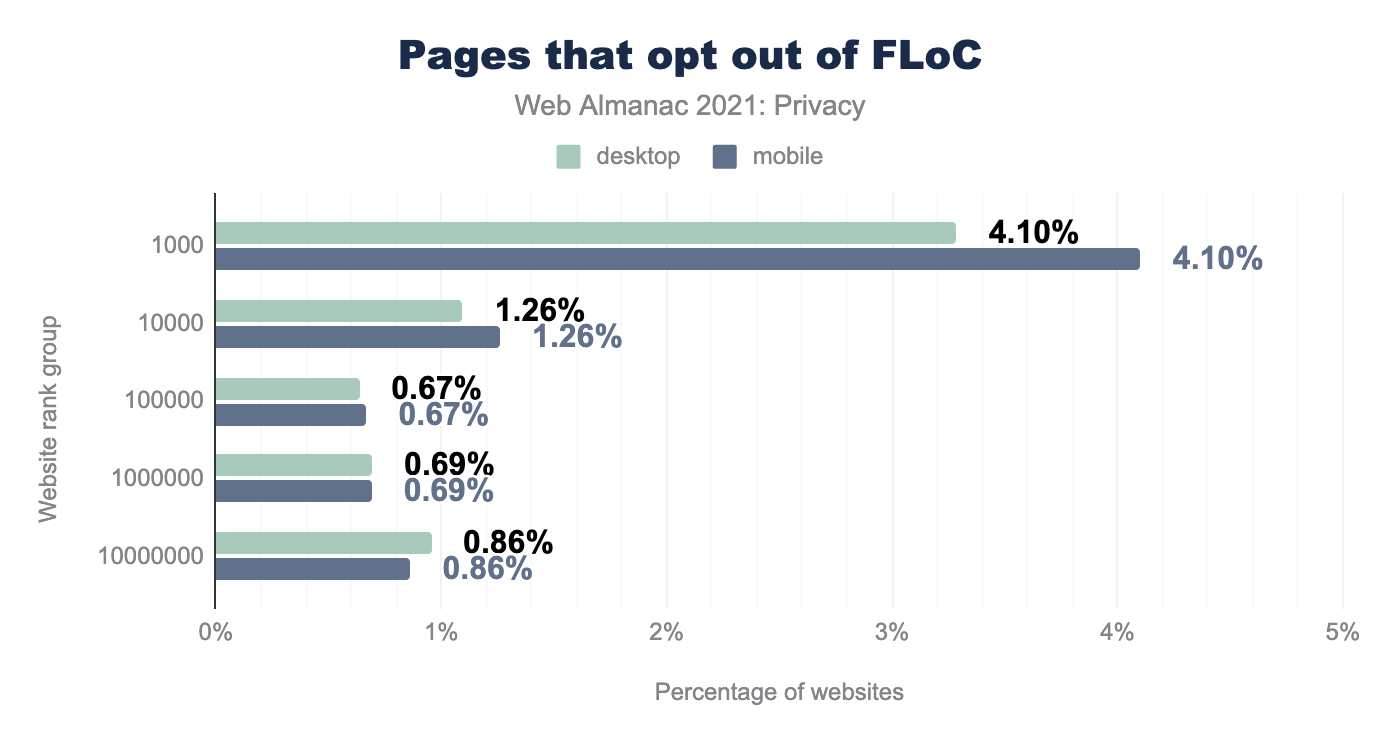 Pages that opt out of FLoC
Web Almanac 2021: Privacy
desktop mobile
1000
4.10%
4.10%
10000
1.26%
1.26%
100000
0.67%
0.67%
1000000
0.69%
0.69%
10000000
0.86%
0.86%
Website rank group
0% 1% 2% 3% 4% 5%
Percentage of websites